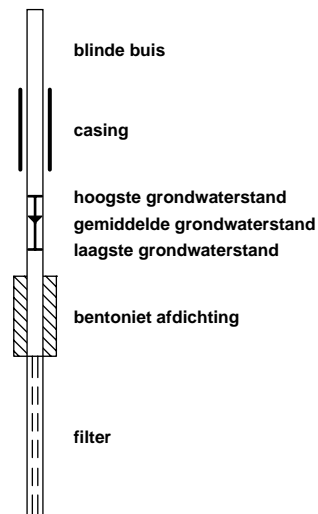 blinde buis
casing
hoogste grondwaterstand
gemiddelde grondwaterstand
laagste grondwaterstand
bentoniet afdichting
filter